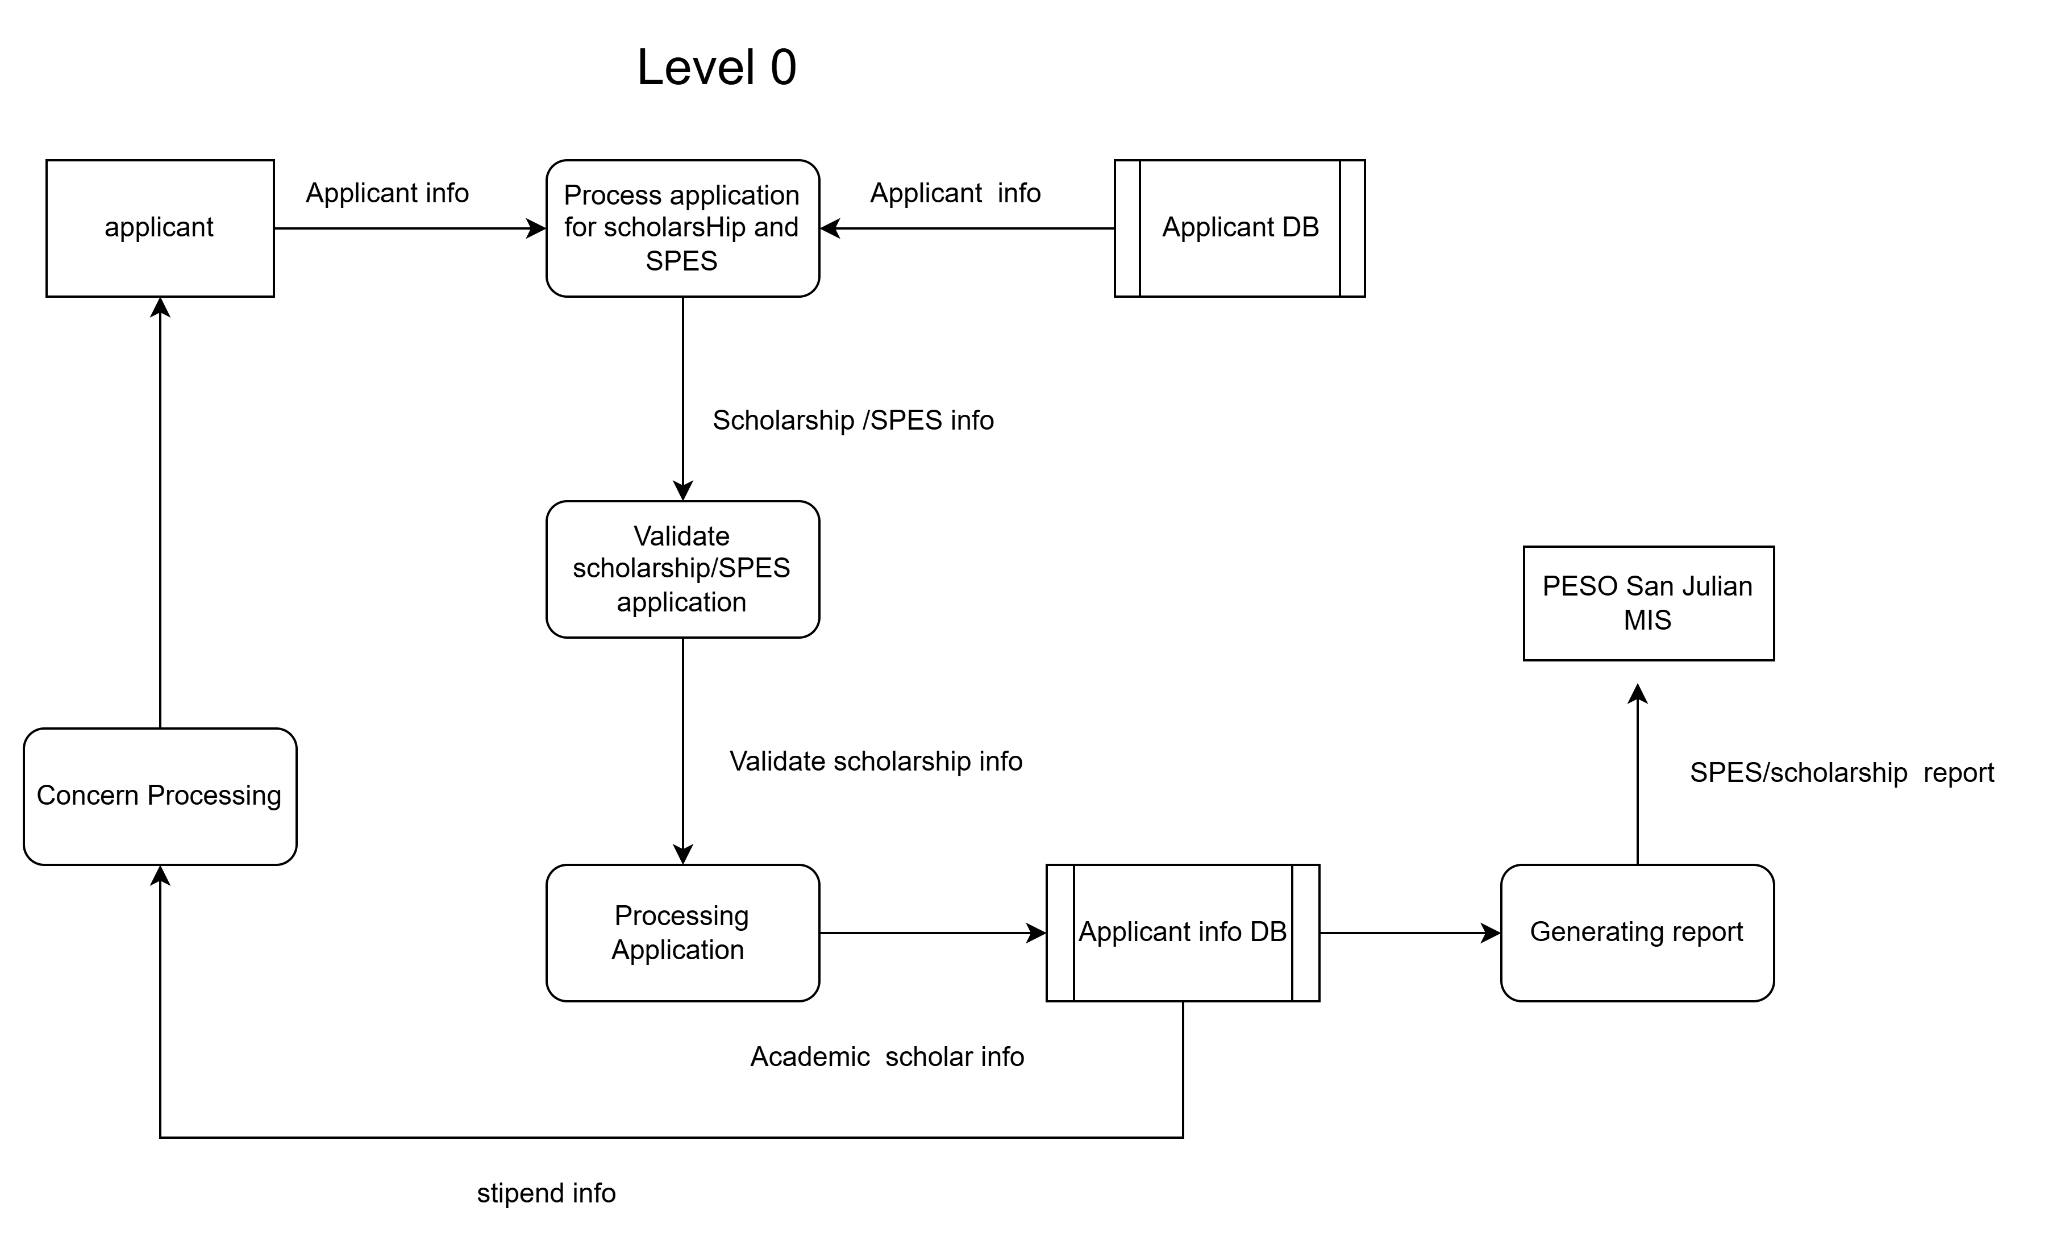 Level 0
applicant
Applicant info
Process application
for scholarsHip and
SPES
Applicant  info
Applicant DB
Scholarship /SPES info
Validate
scholarship/SPES
application
PESO San Julian
MIS
Validate scholarship info
SPES/scholarship  report
Concern Processing
Processing
Application
Applicant info DB
Generating report
Academic  scholar info
stipend info